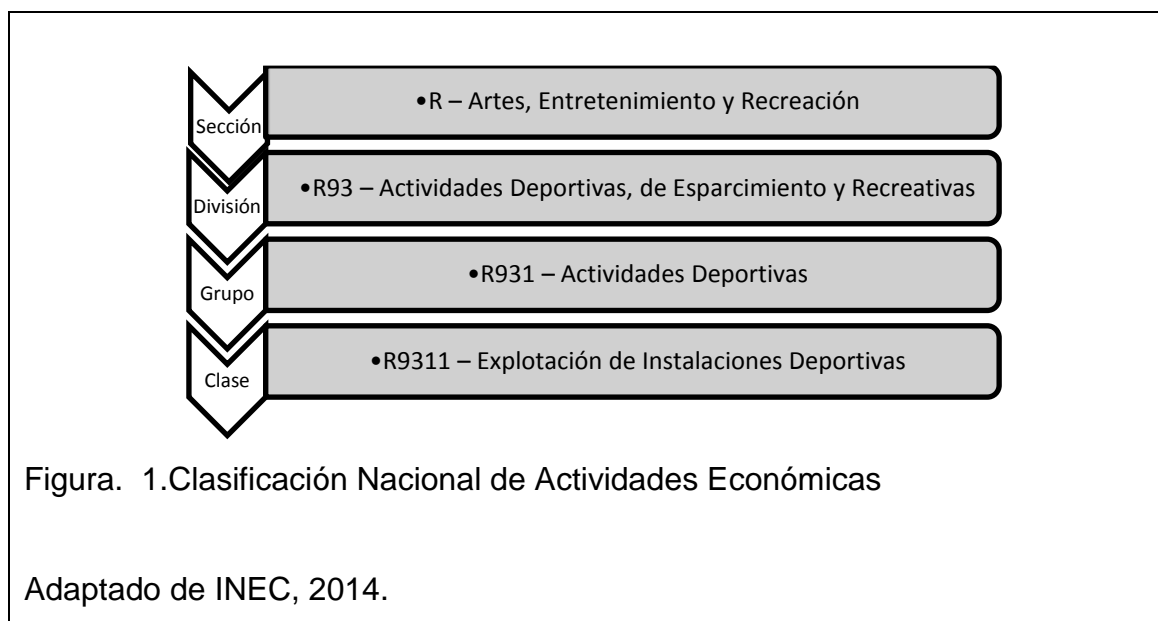 Sección
•R – Artes, Entretenimiento y Recreación
División
•R93 – Actividades Deportivas, de Esparcimiento y Recreativas
Grupo
•R931 – Actividades Deportivas
Clase
•R9311 – Explotación de Instalaciones Deportivas
Figura.  1.Clasificación Nacional de Actividades Económicas
Adaptado de INEC, 2014.